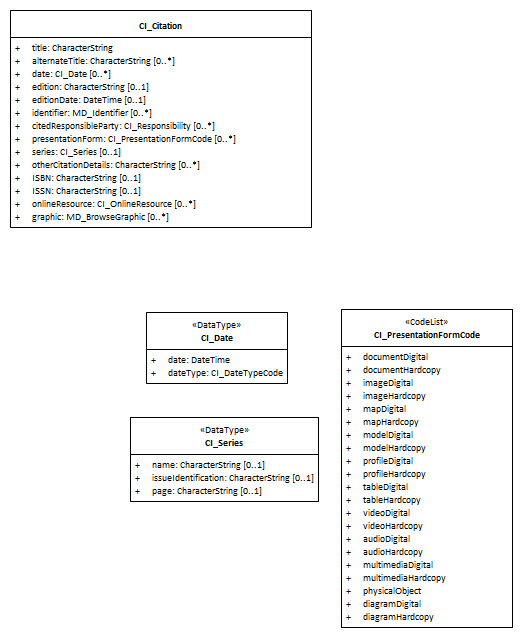 CI_Citation
+ title: CharacterString
+ alternateTitle: CharacterString [0..*]
+ date: CI_Date [0..*]
+ edition: CharacterString [0..1]
+ editionDate: DateTime [0..1]
+ identifier: MD_Identifier [0..*]
+ citedResponsibleParty: CI_Responsibility [0..*]
+ presentationForm: CI_PresentationFormCode [0..*]
+ series: CI_Series [0..1]
+ otherCitationDetails: CharacterString [0..*]
+ ISBN: CharacterString [0..1]
+ ISSN: CharacterString [0..1]
+ onlineResource: CI_OnlineResource [0..*]
+ graphic: MD_BrowseGraphic [0..*]
«DataType»
CI_Date
+ date: DateTime
+ dateType: CI_DateTypeCode
«DataType»
CI_Series
+ name: CharacterString [0..1]
+ issueIdentification: CharacterString [0..1]
+ page: CharacterString [0..1]
«CodeList»
CI_PresentationFormCode
+ documentDigital
+ documentHardcopy
+ imageDigital
+ imageHardcopy
+ mapDigital
+ mapHardcopy
+ modelDigital
+ modelHardcopy
+ profileDigital
+ profileHardcopy
+ tableDigital
+ tableHardcopy
+ videoDigital
+ videoHardcopy
+ audioDigital
+ audioHardcopy
+ multimediaDigital
+ multimediaHardcopy
+ physicalObject
+ diagramDigital
+ diagramHardcopy